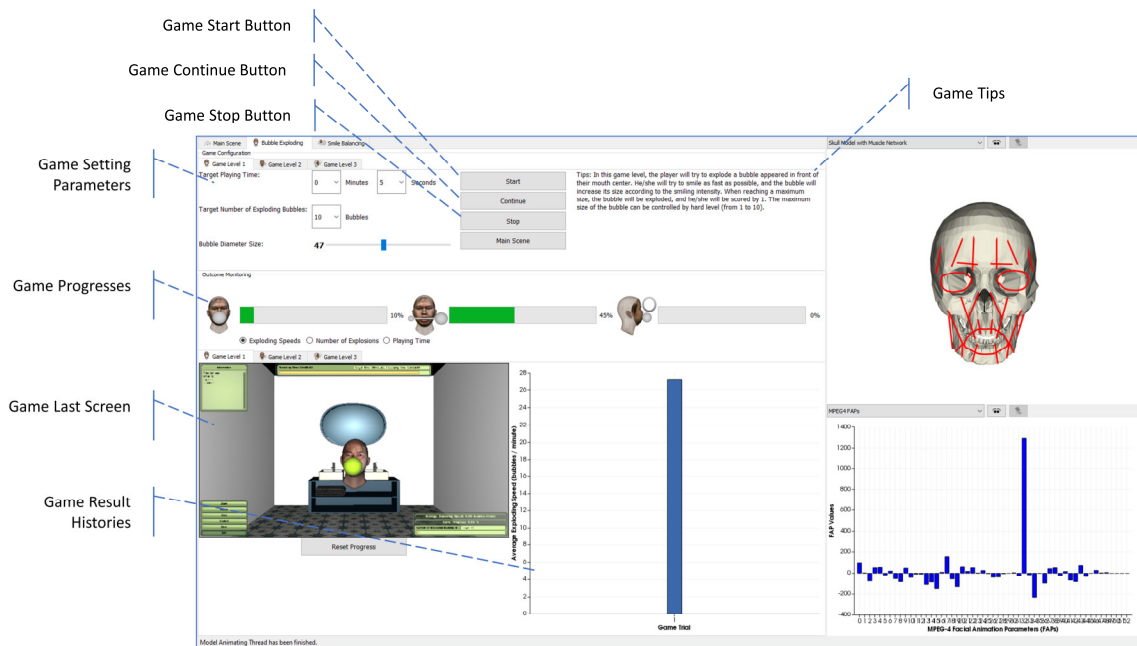 Game Start Button
Game Continue Button
Game Stop Button
Game Tips
Game Setting
Parameters
Game Progresses
Game Last Screen
Game Result
Histories
Main Scene
Bubble Exploding
Smile Balancing
Game Configuration
Game Level 1
Game Level 2
Game Level 3
Target Playing Time:
0
Minutes
5
Seconds
Target Number of Exploding Bubbles:
10
Bubbles
Bubble Diameter Size:
47
Start
Continue
Stop
Main Scene
Tips: In this game level, the player will try to explode a bubble appeared in front of
their mouth center. He/she will try to smile as fast as possible, and the bubble will
increase its size according to the smiling intensity. When reaching a maximum
size, the bubble will be exploded, and he/she will be scored by 1. The maximum
size of the bubble can be controlled by hard level (from 1 to 10).
Outcome Monitoring
10%
45%
0%
Exploding Speeds
Number of Explosions
Playing Time
Game Level 1
Game Level 2
Game Level 3
Reset Progress
Average Exploding Speed (bubbles / minute)
28
26
24
22
20
18
16
14
12
10
8
6
4
2
0
1
Game Trial
Model Animating Thread has been finished.
Skull Model with Muscle Network
MPEG4 FAPs
FAP Values
1400
1200
1000
800
600
400
200
0
-200
-400
MPEG-4 Facial Animation Parameters (FAPs)